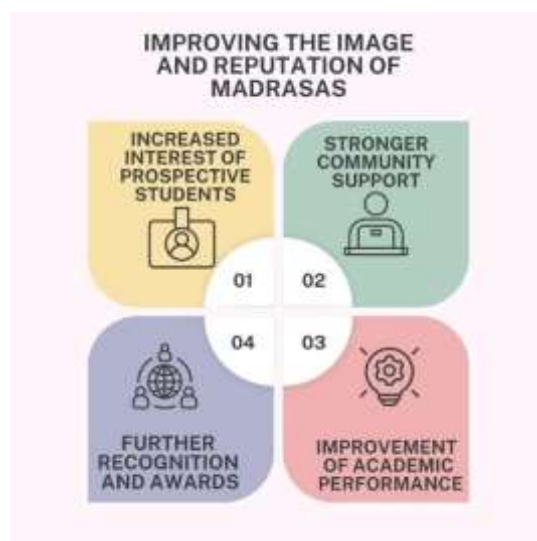 IMPROVING THE IMAGE
AND REPUTATION OF
MADRASAS
INCREASED
INTEREST OF
PROSPECTIVE
STUDENTS
STRONGER
COMMUNITY
SUPPORT
01
02
04
03
FURTHER
RECOGNITION
AND AWARDS
IMPROVEMENT
OF ACADEMIC
PERFORMANCE